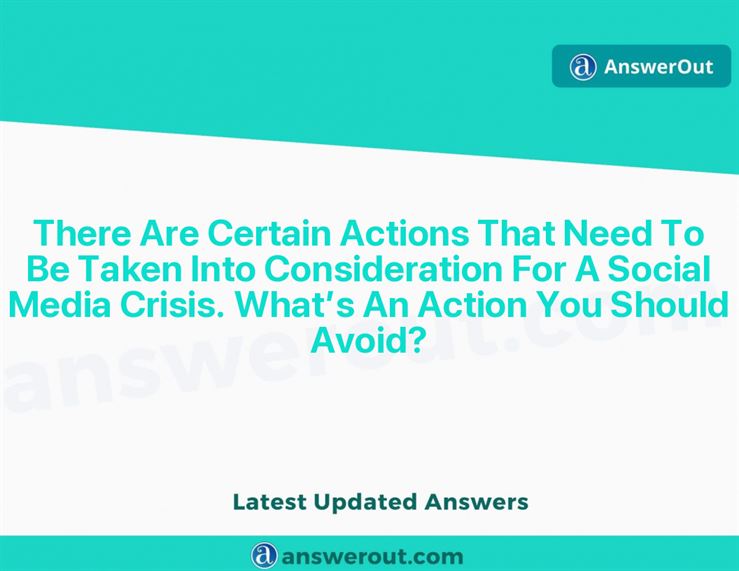 AnswerOut
There Are Certain Actions That Need To
Be Taken Into Consideration For A Social
Media Crisis. What’s An Action You Should
Avoid?
answerout.com
Latest Updated Answers
answerout.com